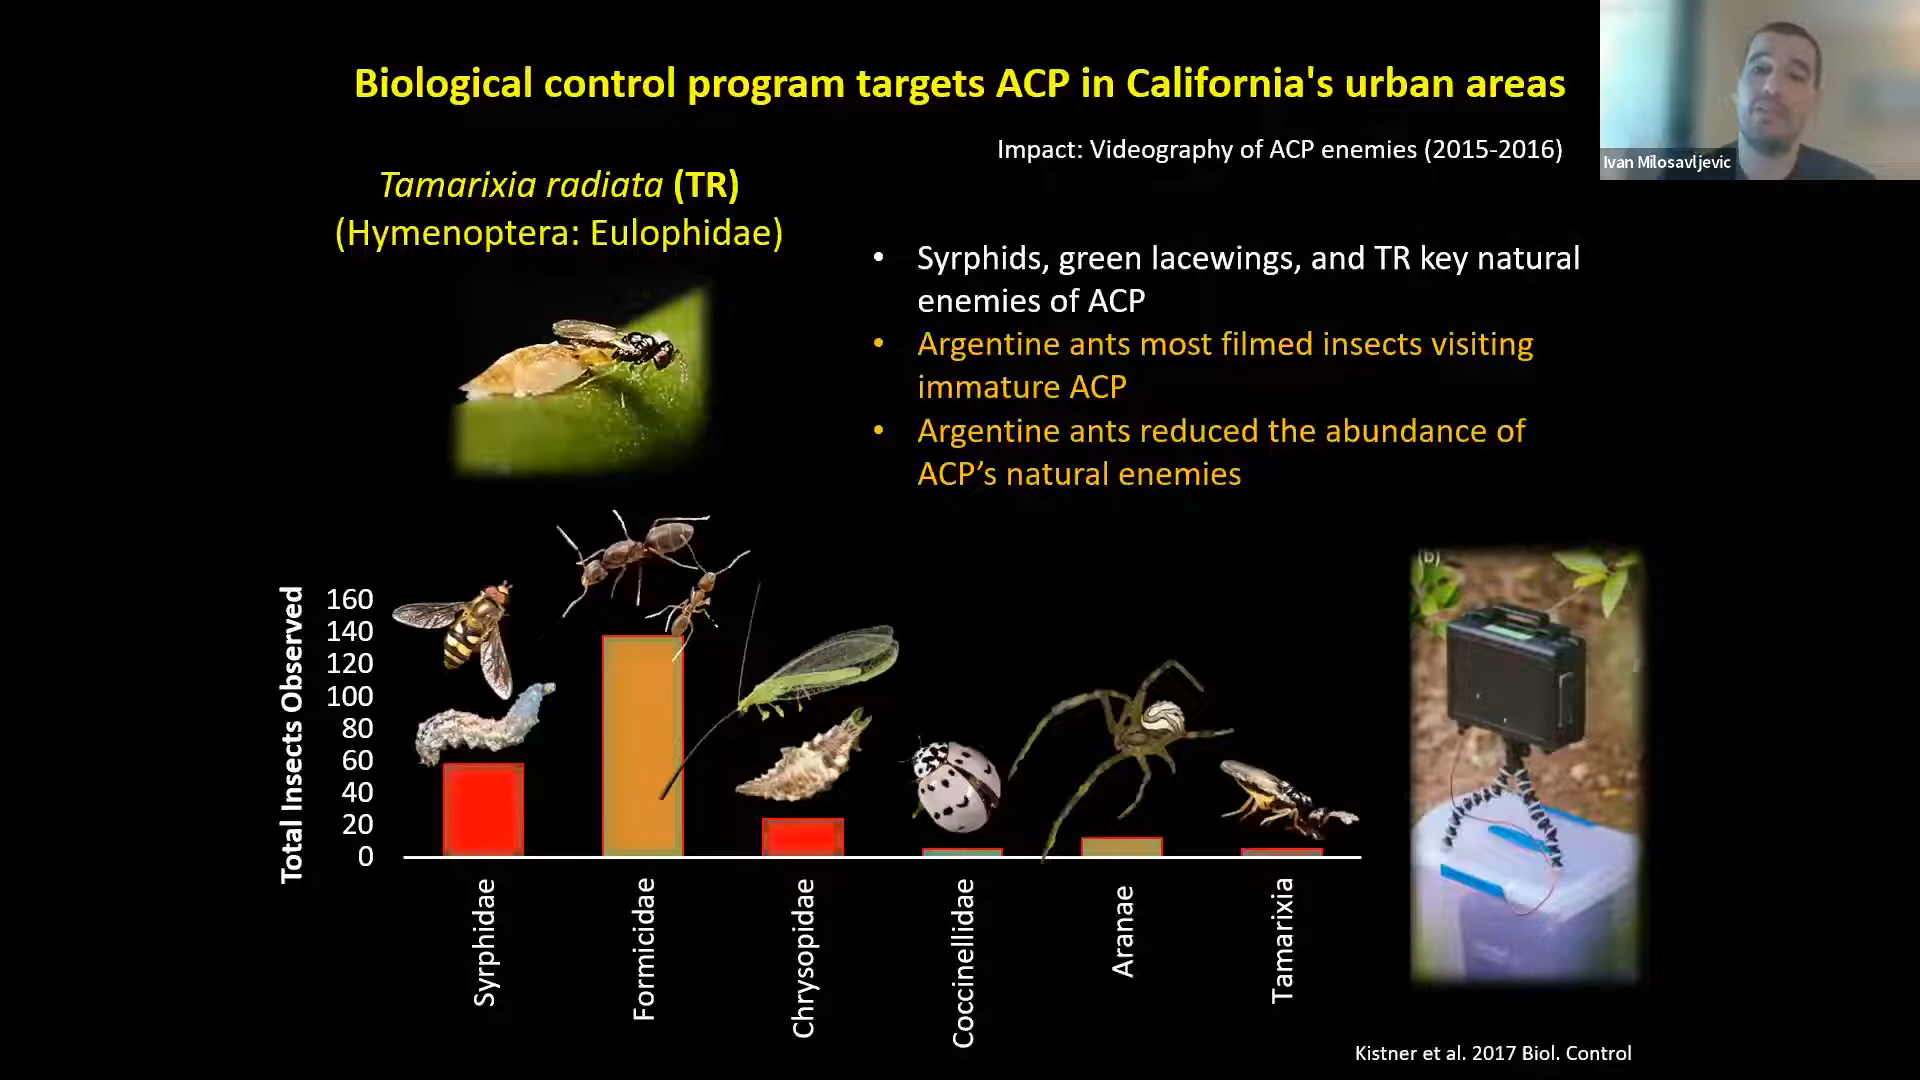 Biological control program targets ACP in California's urban areas
Impact: Videography of ACP enemies (2015-2016)
Ivan Milosavljevic
Tamarixia radiata (TR)
(Hymenoptera: Eulophidae)
• Syrphids, green lacewings, and TR key natural
enemies of ACP
• Argentine ants most filmed insects visiting
immature ACP
• Argentine ants reduced the abundance of
ACP’s natural enemies
Total Insects Observed
160
140
120
100
80
60
40
20
0
Syrphidae
Formicidae
Chrysopidae
Coccinellidae
Aranae
Tamarixia
(b)
Kistner et al. 2017 Biol. Control